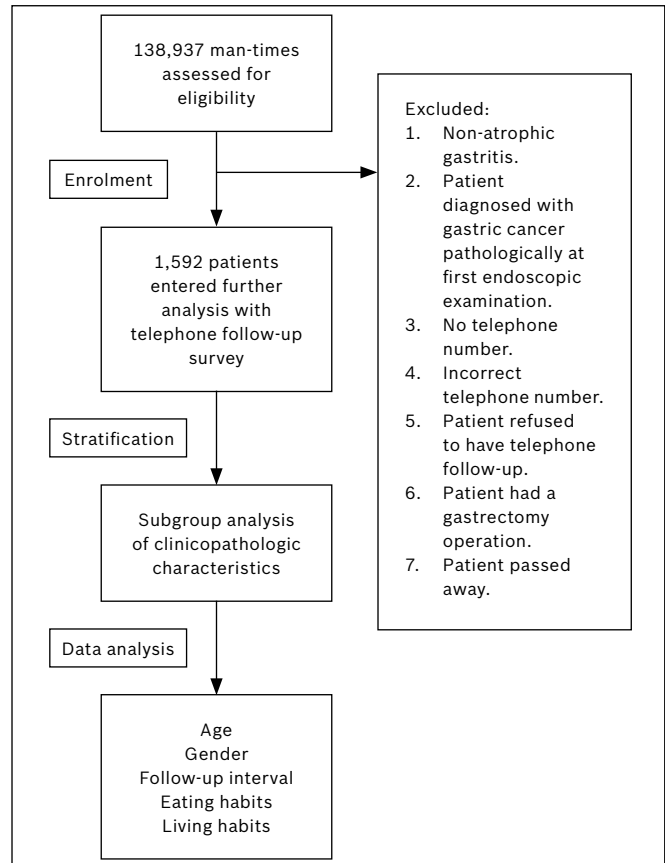 138,937 man-times
assessed for
eligibility
Enrolment
Excluded:
1. Non-atrophic
gastritis.
2. Patient
diagnosed with
gastric cancer
pathologically at
first endoscopic
examination.
3. No telephone
number.
4. Incorrect
telephone number.
5. Patient refused
to have telephone
follow-up.
6. Patient had a
gastrectomy
operation.
7. Patient passed
away.
1,592 patients
entered further
analysis with
telephone follow-up
survey
Stratification
Subgroup analysis
of clinicopathologic
characteristics
Data analysis
Age
Gender
Follow-up interval
Eating habits
Living habits